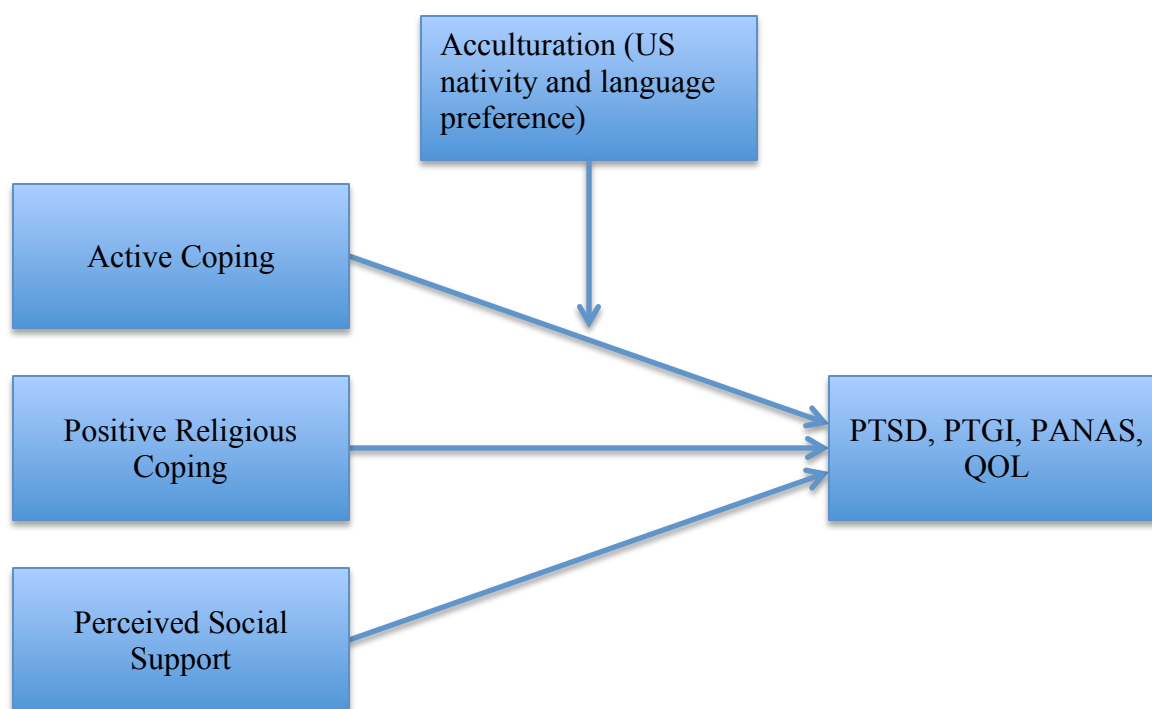 Acculturation (US
nativity and language
preference)
Active Coping
Positive Religious
Coping
PTSD, PTGI, PANAS,
QOL
Perceived Social
Support